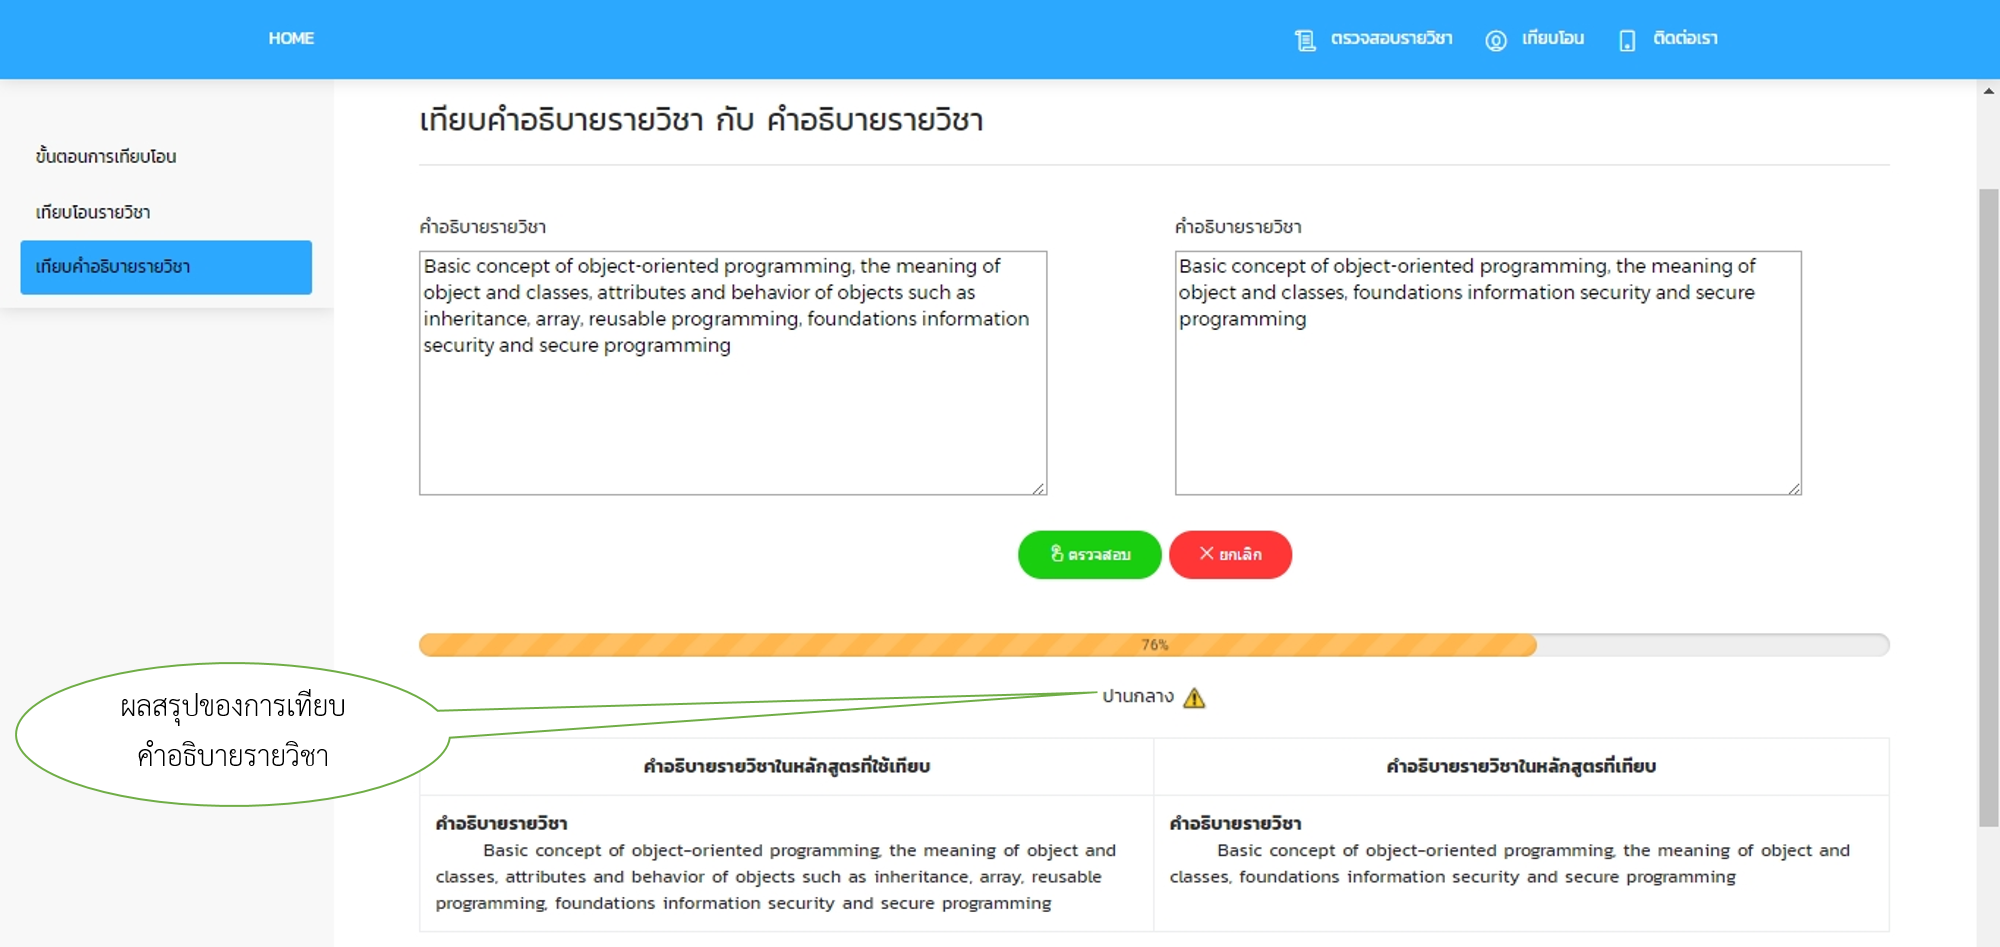 HOME
ตรวจสอบรายวิชา
เทียบโอน
ติดต่อเรา
ขั้นตอนการเทียบโอน
เทียบโอนรายวิชา
เทียบคำอธิบายรายวิชา
เทียบคำอธิบายรายวิชา กับ คำอธิบายรายวิชา
คำอธิบายรายวิชา
Basic concept of object-oriented programming, the meaning of
object and classes, attributes and behavior of objects such as
inheritance, array, reusable programming, foundations information
security and secure programming
คำอธิบายรายวิชา
Basic concept of object-oriented programming, the meaning of
object and classes, foundations information security and secure
programming
ตรวจสอบ
ยกเลิก
76%
ปานกลาง
ผลสรุปของการเทียบ
คำอธิบายรายวิชา
คำอธิบายรายวิชาในหลักสูตรที่ใช้เทียบ
คำอธิบายรายวิชาในหลักสูตรที่เทียบ
คำอธิบายรายวิชา
Basic concept of object-oriented programming, the meaning of object and
classes, attributes and behavior of objects such as inheritance, array, reusable
programming, foundations information security and secure programming
คำอธิบายรายวิชา
Basic concept of object-oriented programming, the meaning of object and
classes, foundations information security and secure programming